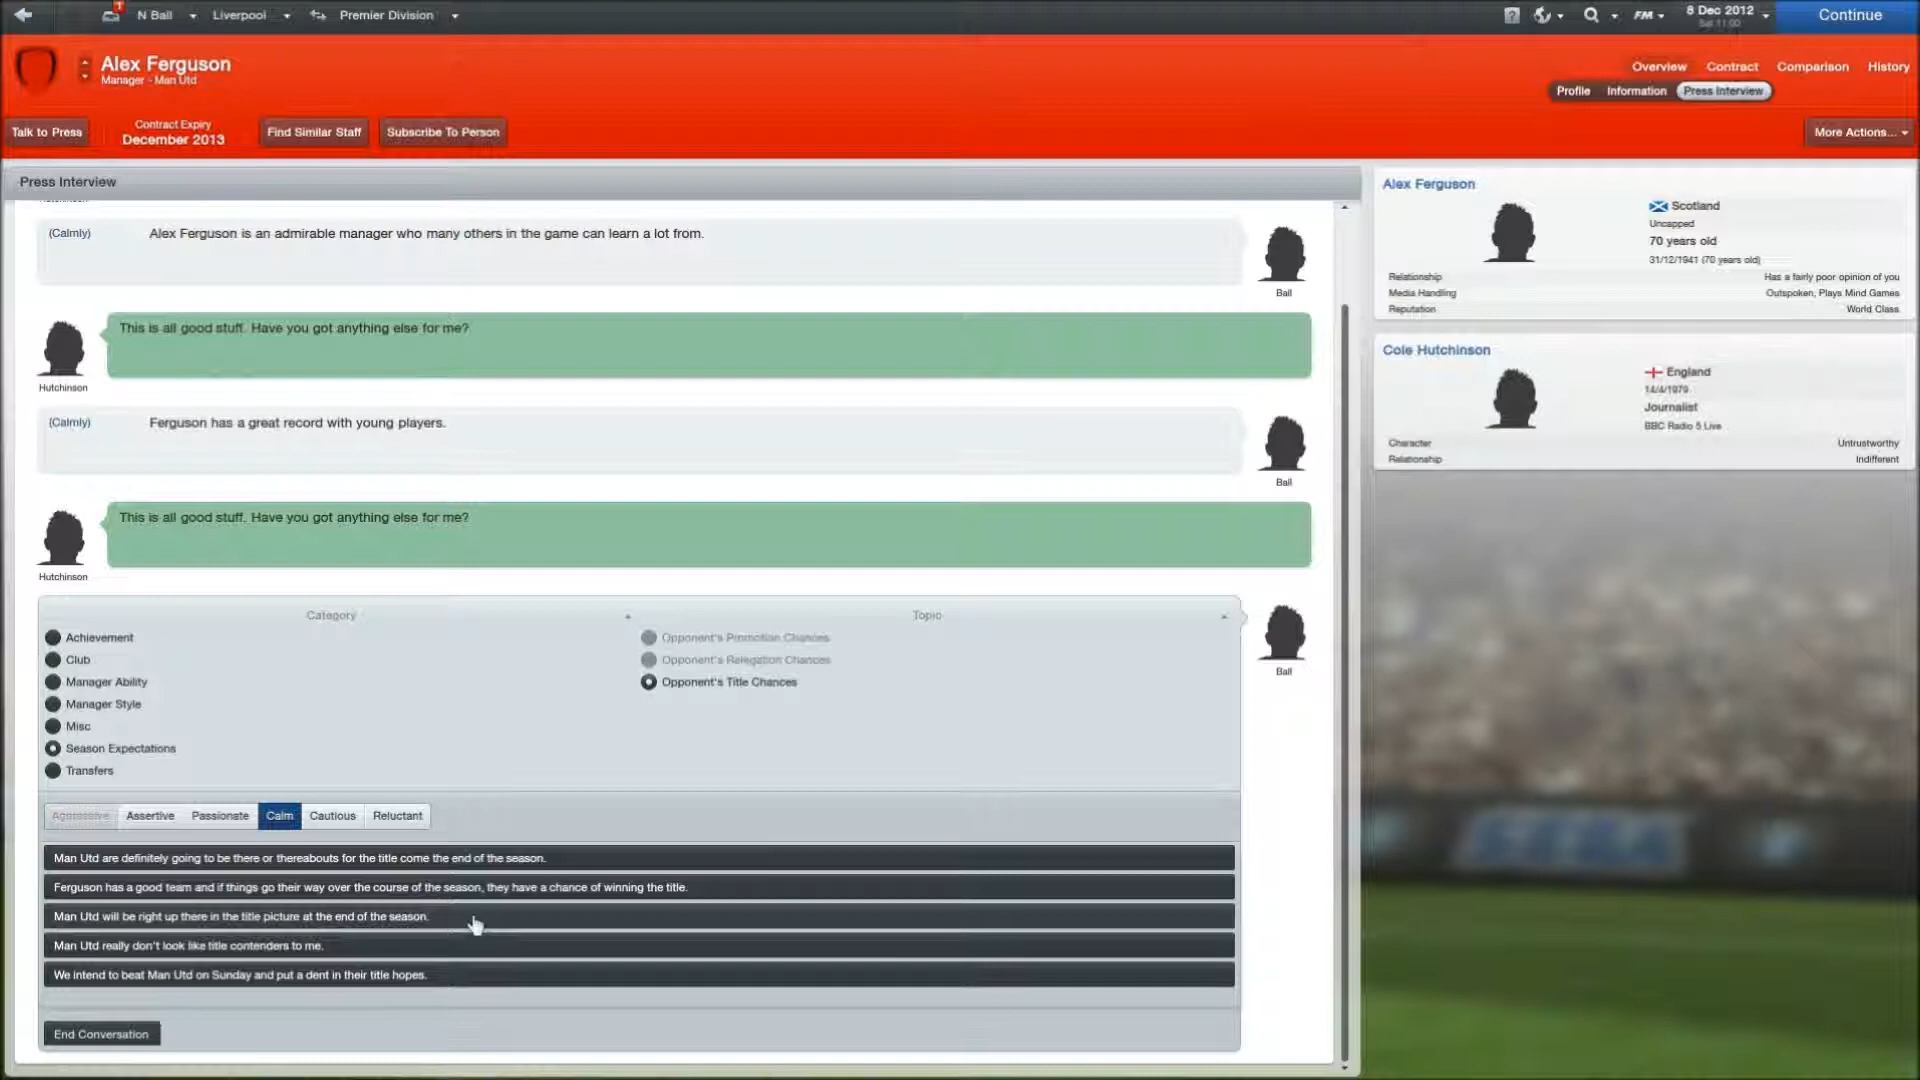 1
N Ball
Liverpool
Premier Division
?
FM
8 Dec 2012
Sat 11:00
Continue
Alex Ferguson
Manager - Man Utd
Overview
Contract
Comparison
History
Profile
Information
Press Interview
Talk to Press
Contract Expiry
December 2013
Find Similar Staff
Subscribe To Person
More Actions...
Press Interview
Hutchinson
(Calmly)
Alex Ferguson is an admirable manager who many others in the game can learn a lot from.
Ball
This is all good stuff. Have you got anything else for me?
Hutchinson
(Calmly)
Ferguson has a great record with young players.
Ball
This is all good stuff. Have you got anything else for me?
Hutchinson
Category
Topic
Achievement
Club
Manager Ability
Manager Style
Misc
Season Expectations
Transfers
Opponent's Promotion Chances
Opponent's Relegation Chances
Opponent's Title Chances
Ball
Aggressive
Assertive
Passionate
Calm
Cautious
Reluctant
Man Utd are definitely going to be there or thereabouts for the title come the end of the season.
Ferguson has a good team and if things go their way over the course of the season, they have a chance of winning the title.
Man Utd will be right up there in the title picture at the end of the season.
Man Utd really don't look like title contenders to me.
We intend to beat Man Utd on Sunday and put a dent in their title hopes.
End Conversation
Alex Ferguson
Scotland
Uncapped
70 years old
31/12/1941 (70 years old)
Relationship
Has a fairly poor opinion of you
Media Handling
Outspoken, Plays Mind Games
Reputation
World Class
Cole Hutchinson
England
14/4/1979
Journalist
BBC Radio 5 Live
Character
Untrustworthy
Relationship
Indifferent
SEGA